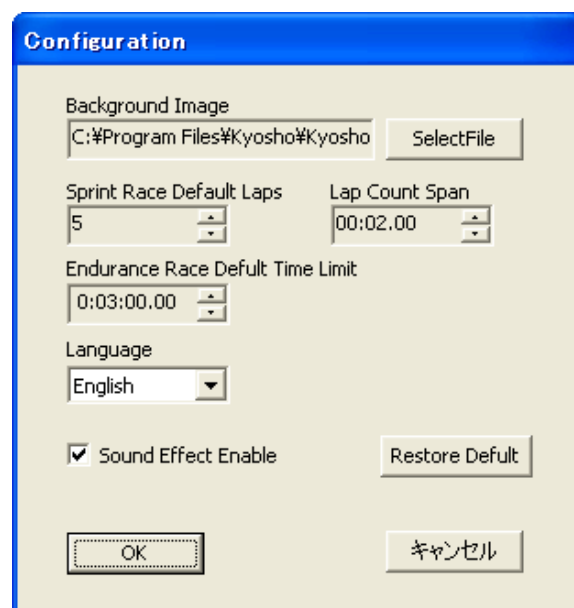 Configuration
Background Image
C:¥Program Files¥Kyosho¥Kyosho
SelectFile
Sprint Race Default Laps
Lap Count Span
5
00:02.00
Endurance Race Defult Time Limit
0:03:00.00
Language
English
Sound Effect Enable
Restore Defult
OK
キャンセル